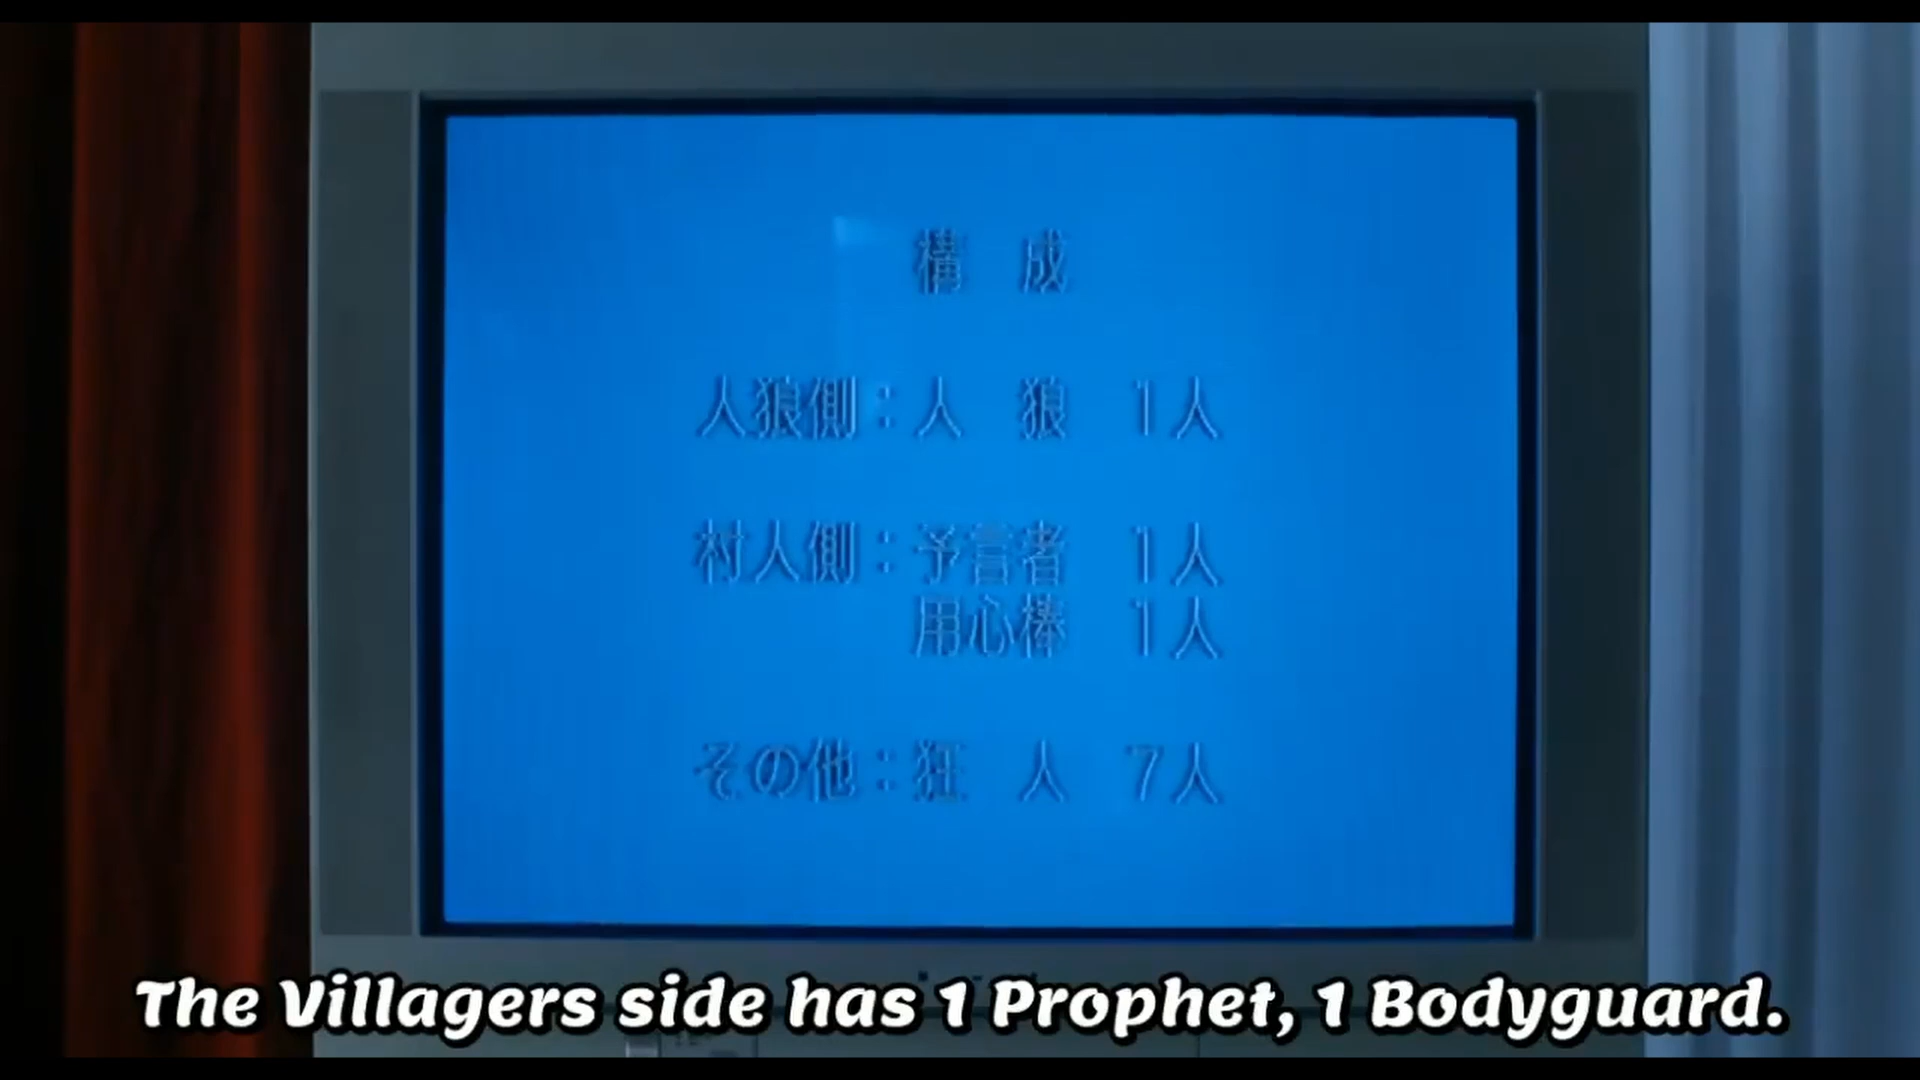 構 成
人狼側：人 狼 1人
村人側：予言者 1人
用心棒 1人
その他：狂 人 7人
The Villagers side has 1 Prophet, 1 Bodyguard.